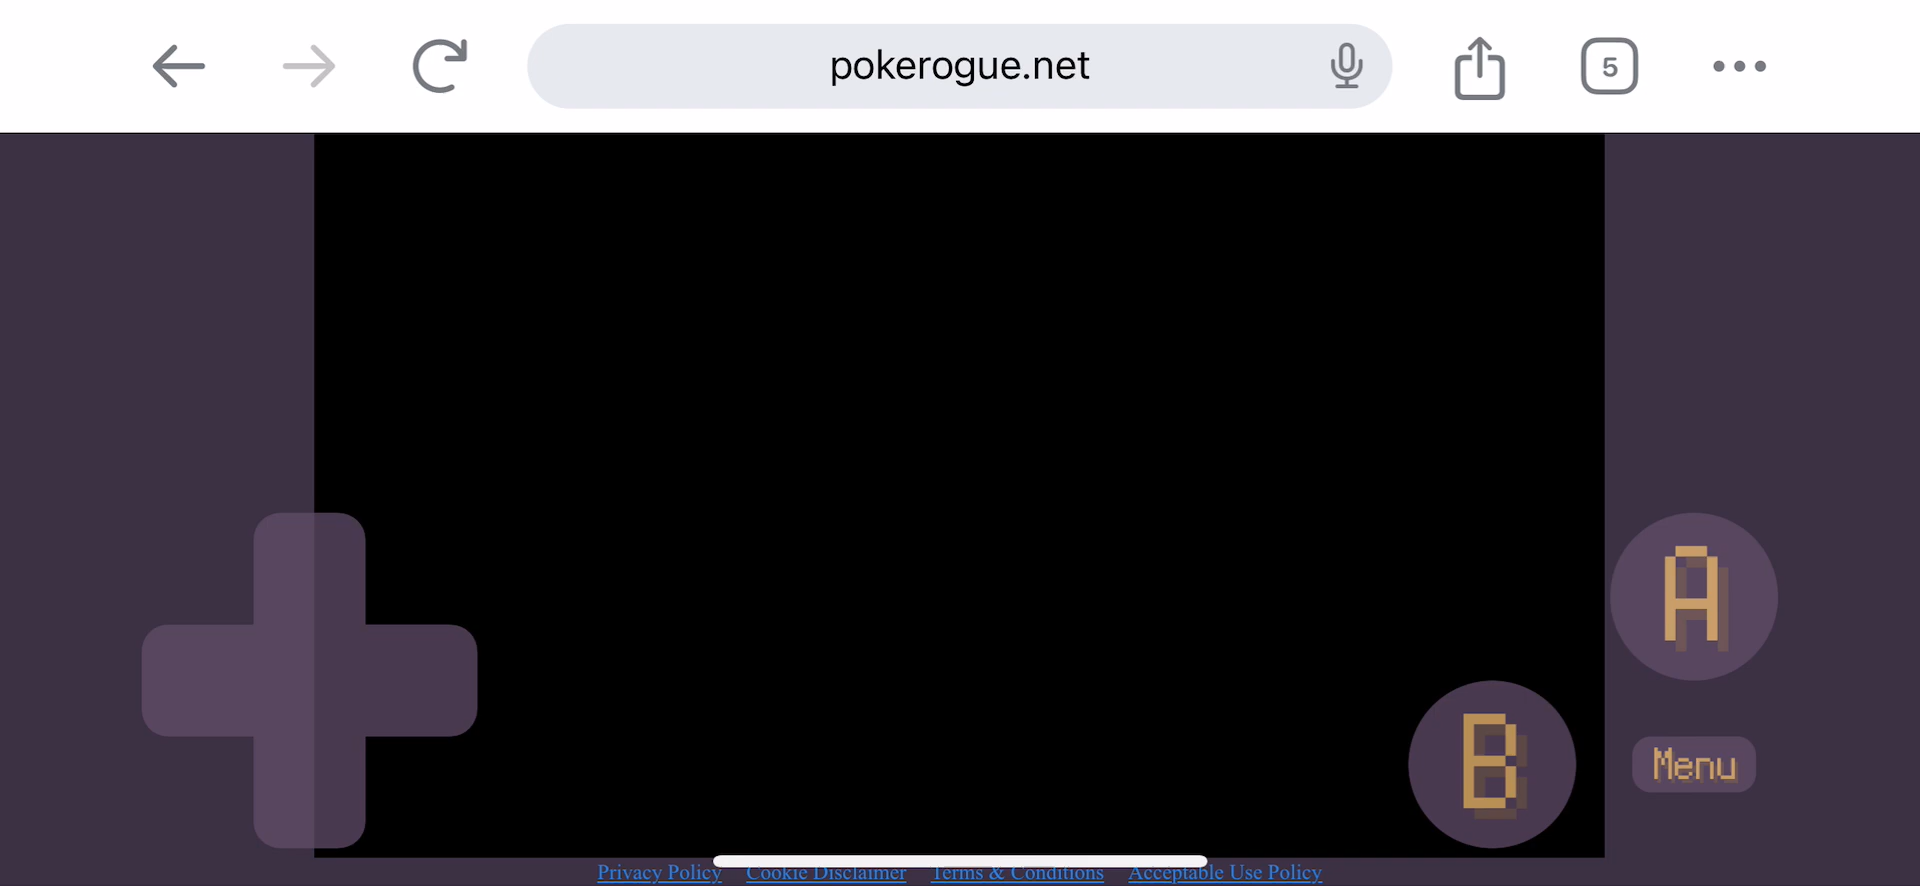 pokerogue.net
5
A
B
Menu
Privacy Policy Cookie Disclaimer Terms & Conditions Acceptable Use Policy